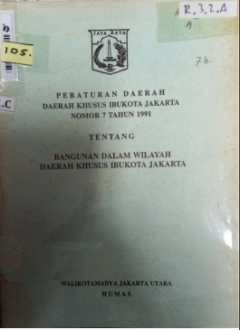 R.3.2.A
A
JAYA RAYA
105.
76.
.C
PERATURAN DAERAH
DAERAH KHUSUS IBUKOTA JAKARTA
NOMOR 7 TAHUN 1991
TENTANG
BANGUNAN DALAM WILAYAH
DAERAH KHUSUS IBUKOTA JAKARTA
WALIKOTAMADYA JAKARTA UTARA
HUMAS